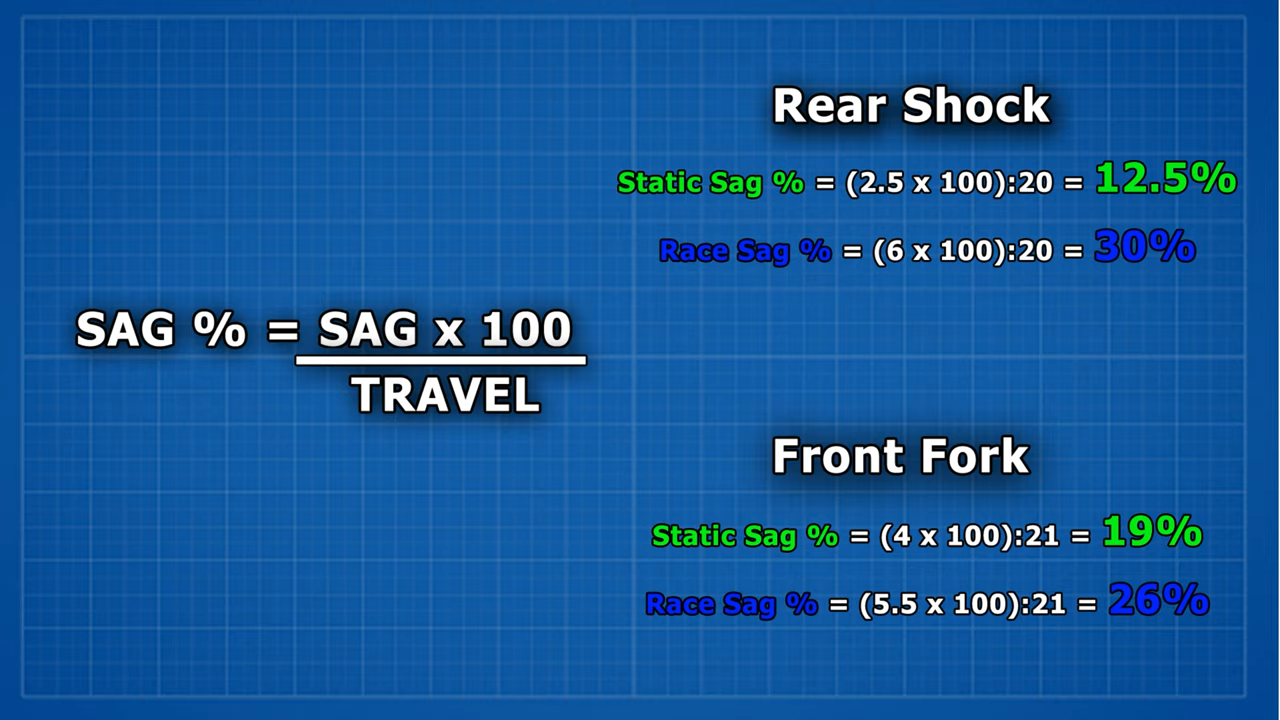 SAG % = SAG x 100
TRAVEL
Rear Shock
Static Sag % = (2.5 x 100):20 = 12.5%
Race Sag % = (6 x 100):20 = 30%
Front Fork
Static Sag % = (4 x 100):21 = 19%
Race Sag % = (5.5 x 100):21 = 26%